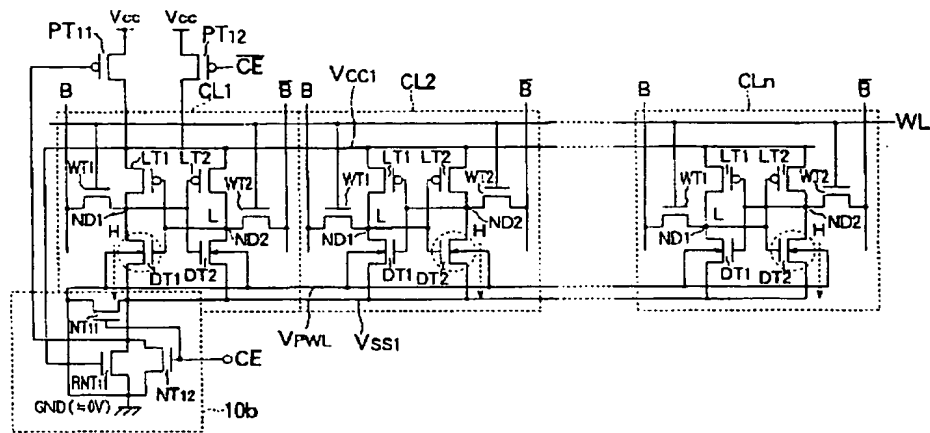 Vcc Vcc
PT11 PT12
CE
B CL1 B VCC1 B CL2 B B CLn B
WL
LT1 LT2 LT1 LT2 LT1 LT2
WT1 WT2 WT1 WT2 WT1 WT2
ND1 L ND2 ND1 L ND2 ND1 L ND2
H H H
DT1 DT2 DT1 DT2 DT1 DT2
NT11 VPWL VSS1
CE
RNT1 NT12
GND(≒0V) 10b